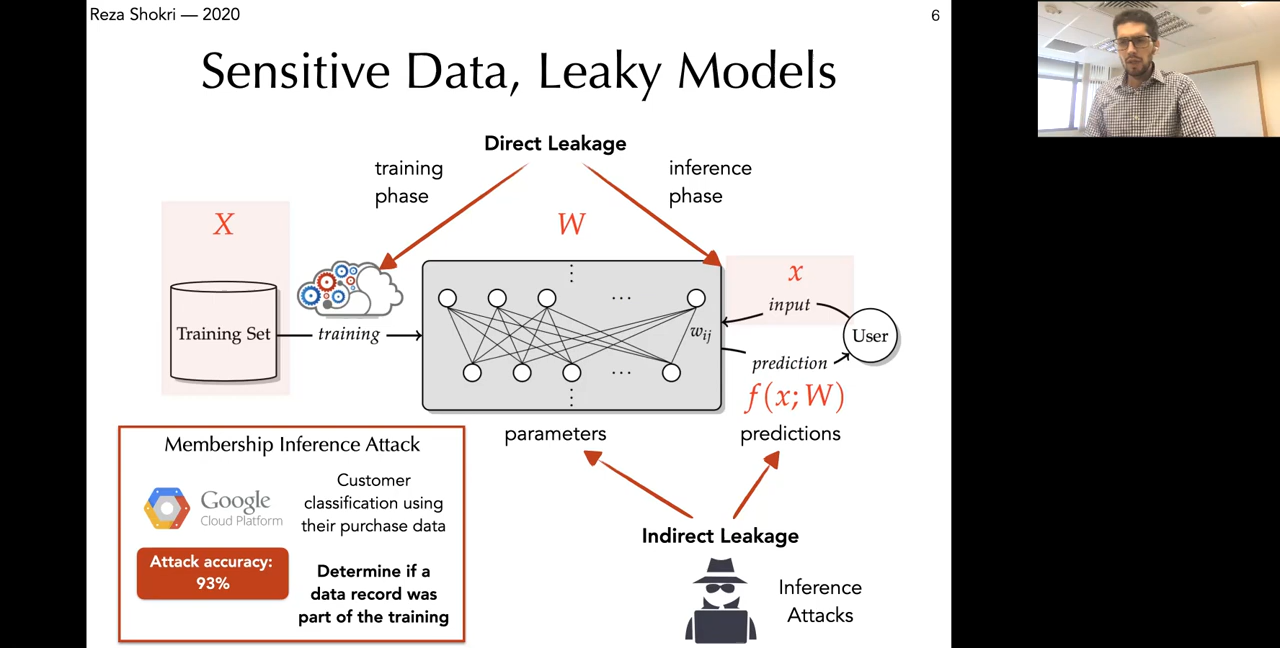 Reza Shokri — 2020
6
Sensitive Data, Leaky Models
Direct Leakage
training
phase
inference
phase
X
W
x
input
Training Set
training
w_ij
User
prediction
f(x; W)
parameters
predictions
Membership Inference Attack
Google
Cloud Platform
Customer
classification using
their purchase data
Attack accuracy:
93%
Determine if a
data record was
part of the training
Indirect Leakage
Inference
Attacks